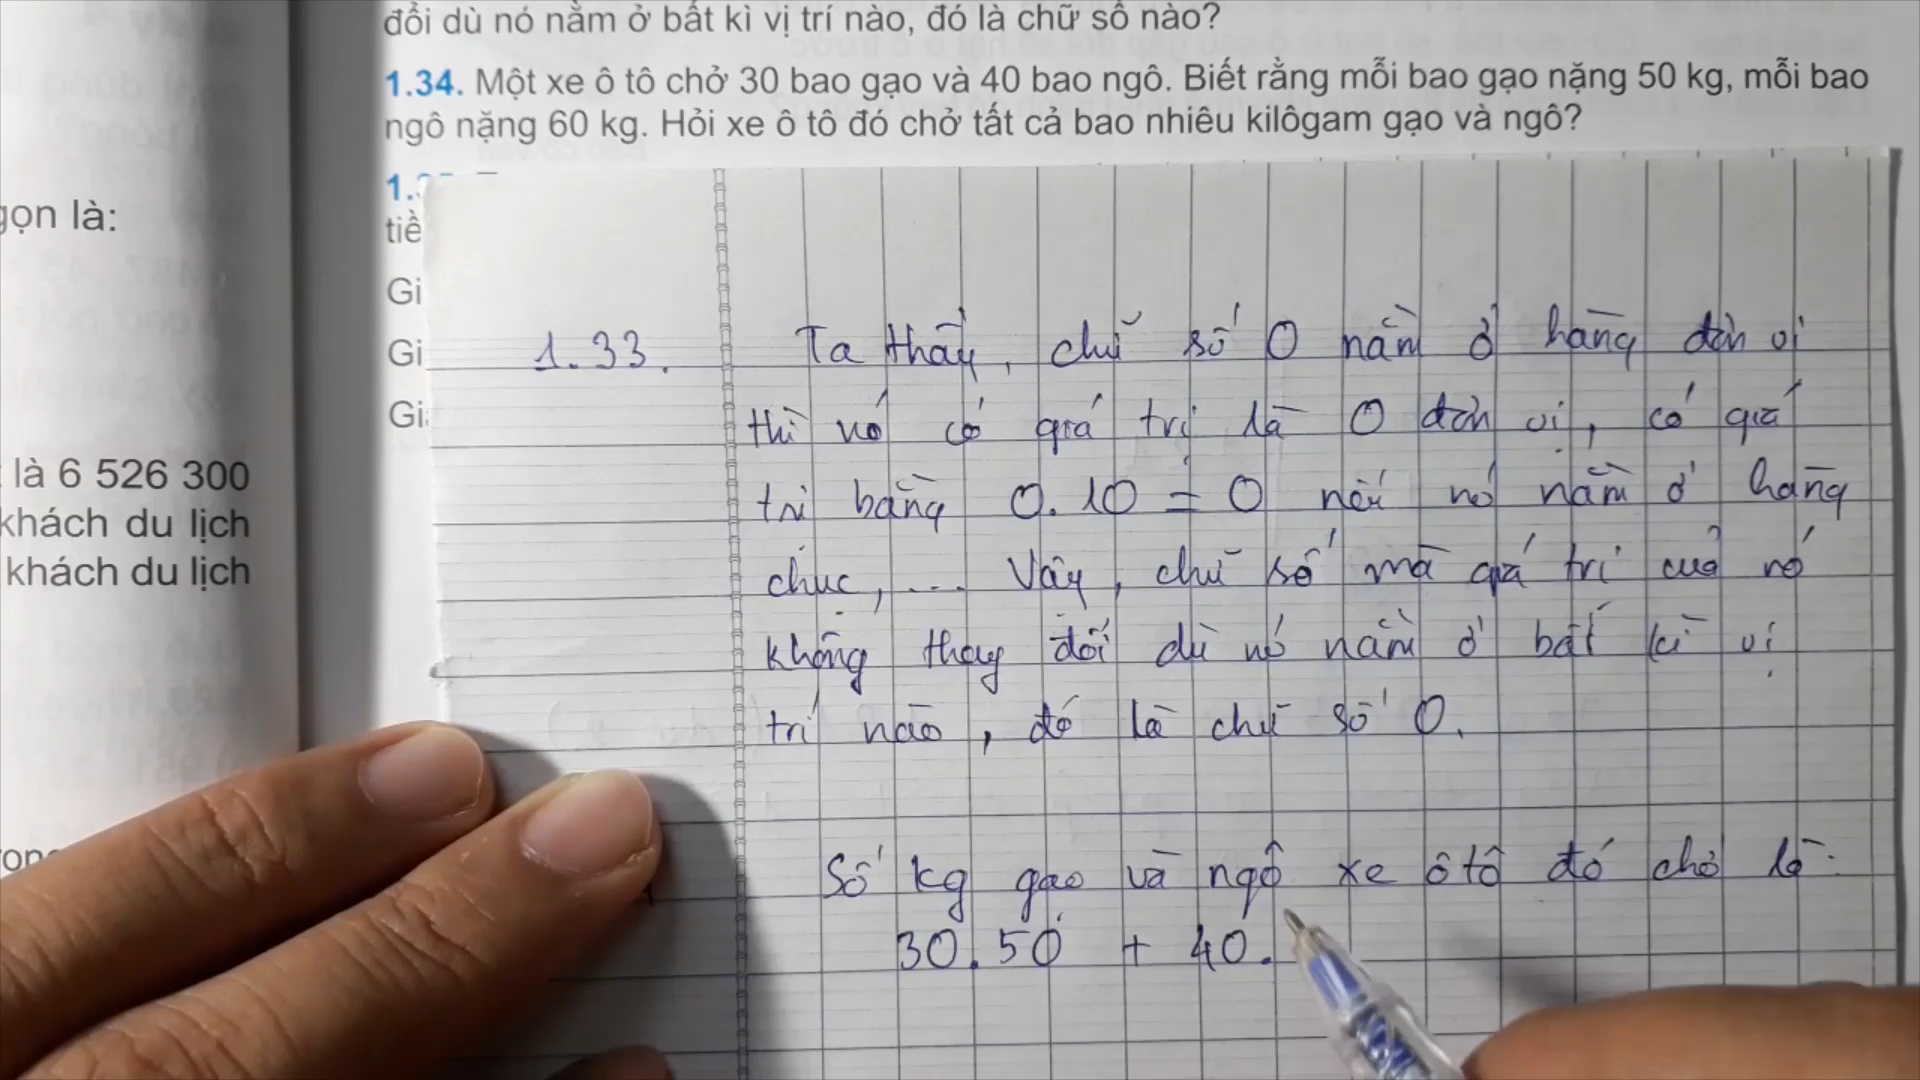 đổi dù nó nằm ở bất kì vị trí nào, đó là chữ số nào?
1.34. Một xe ô tô chở 30 bao gạo và 40 bao ngô. Biết rằng mỗi bao gạo nặng 50 kg, mỗi bao
ngô nặng 60 kg. Hỏi xe ô tô đó chở tất cả bao nhiêu kilôgam gạo và ngô?
1.
tiề
Gi
Gi
Gi
gọn là:
là 6 526 300
khách du lịch
khách du lịch
1.33. Ta thấy, chữ số 0 nằm ở hàng đơn vị
thì nó có giá trị là 0 đơn vị, có giá
trị bằng 0.10 = 0 nếu nó nằm ở hàng
chục, ... Vậy, chữ số mà giá trị của nó
không thay đổi dù nó nằm ở bất kì vị
trí nào, đó là chữ số 0.
Số kg gạo và ngô xe ô tô đó chở là:
30.50 + 40.